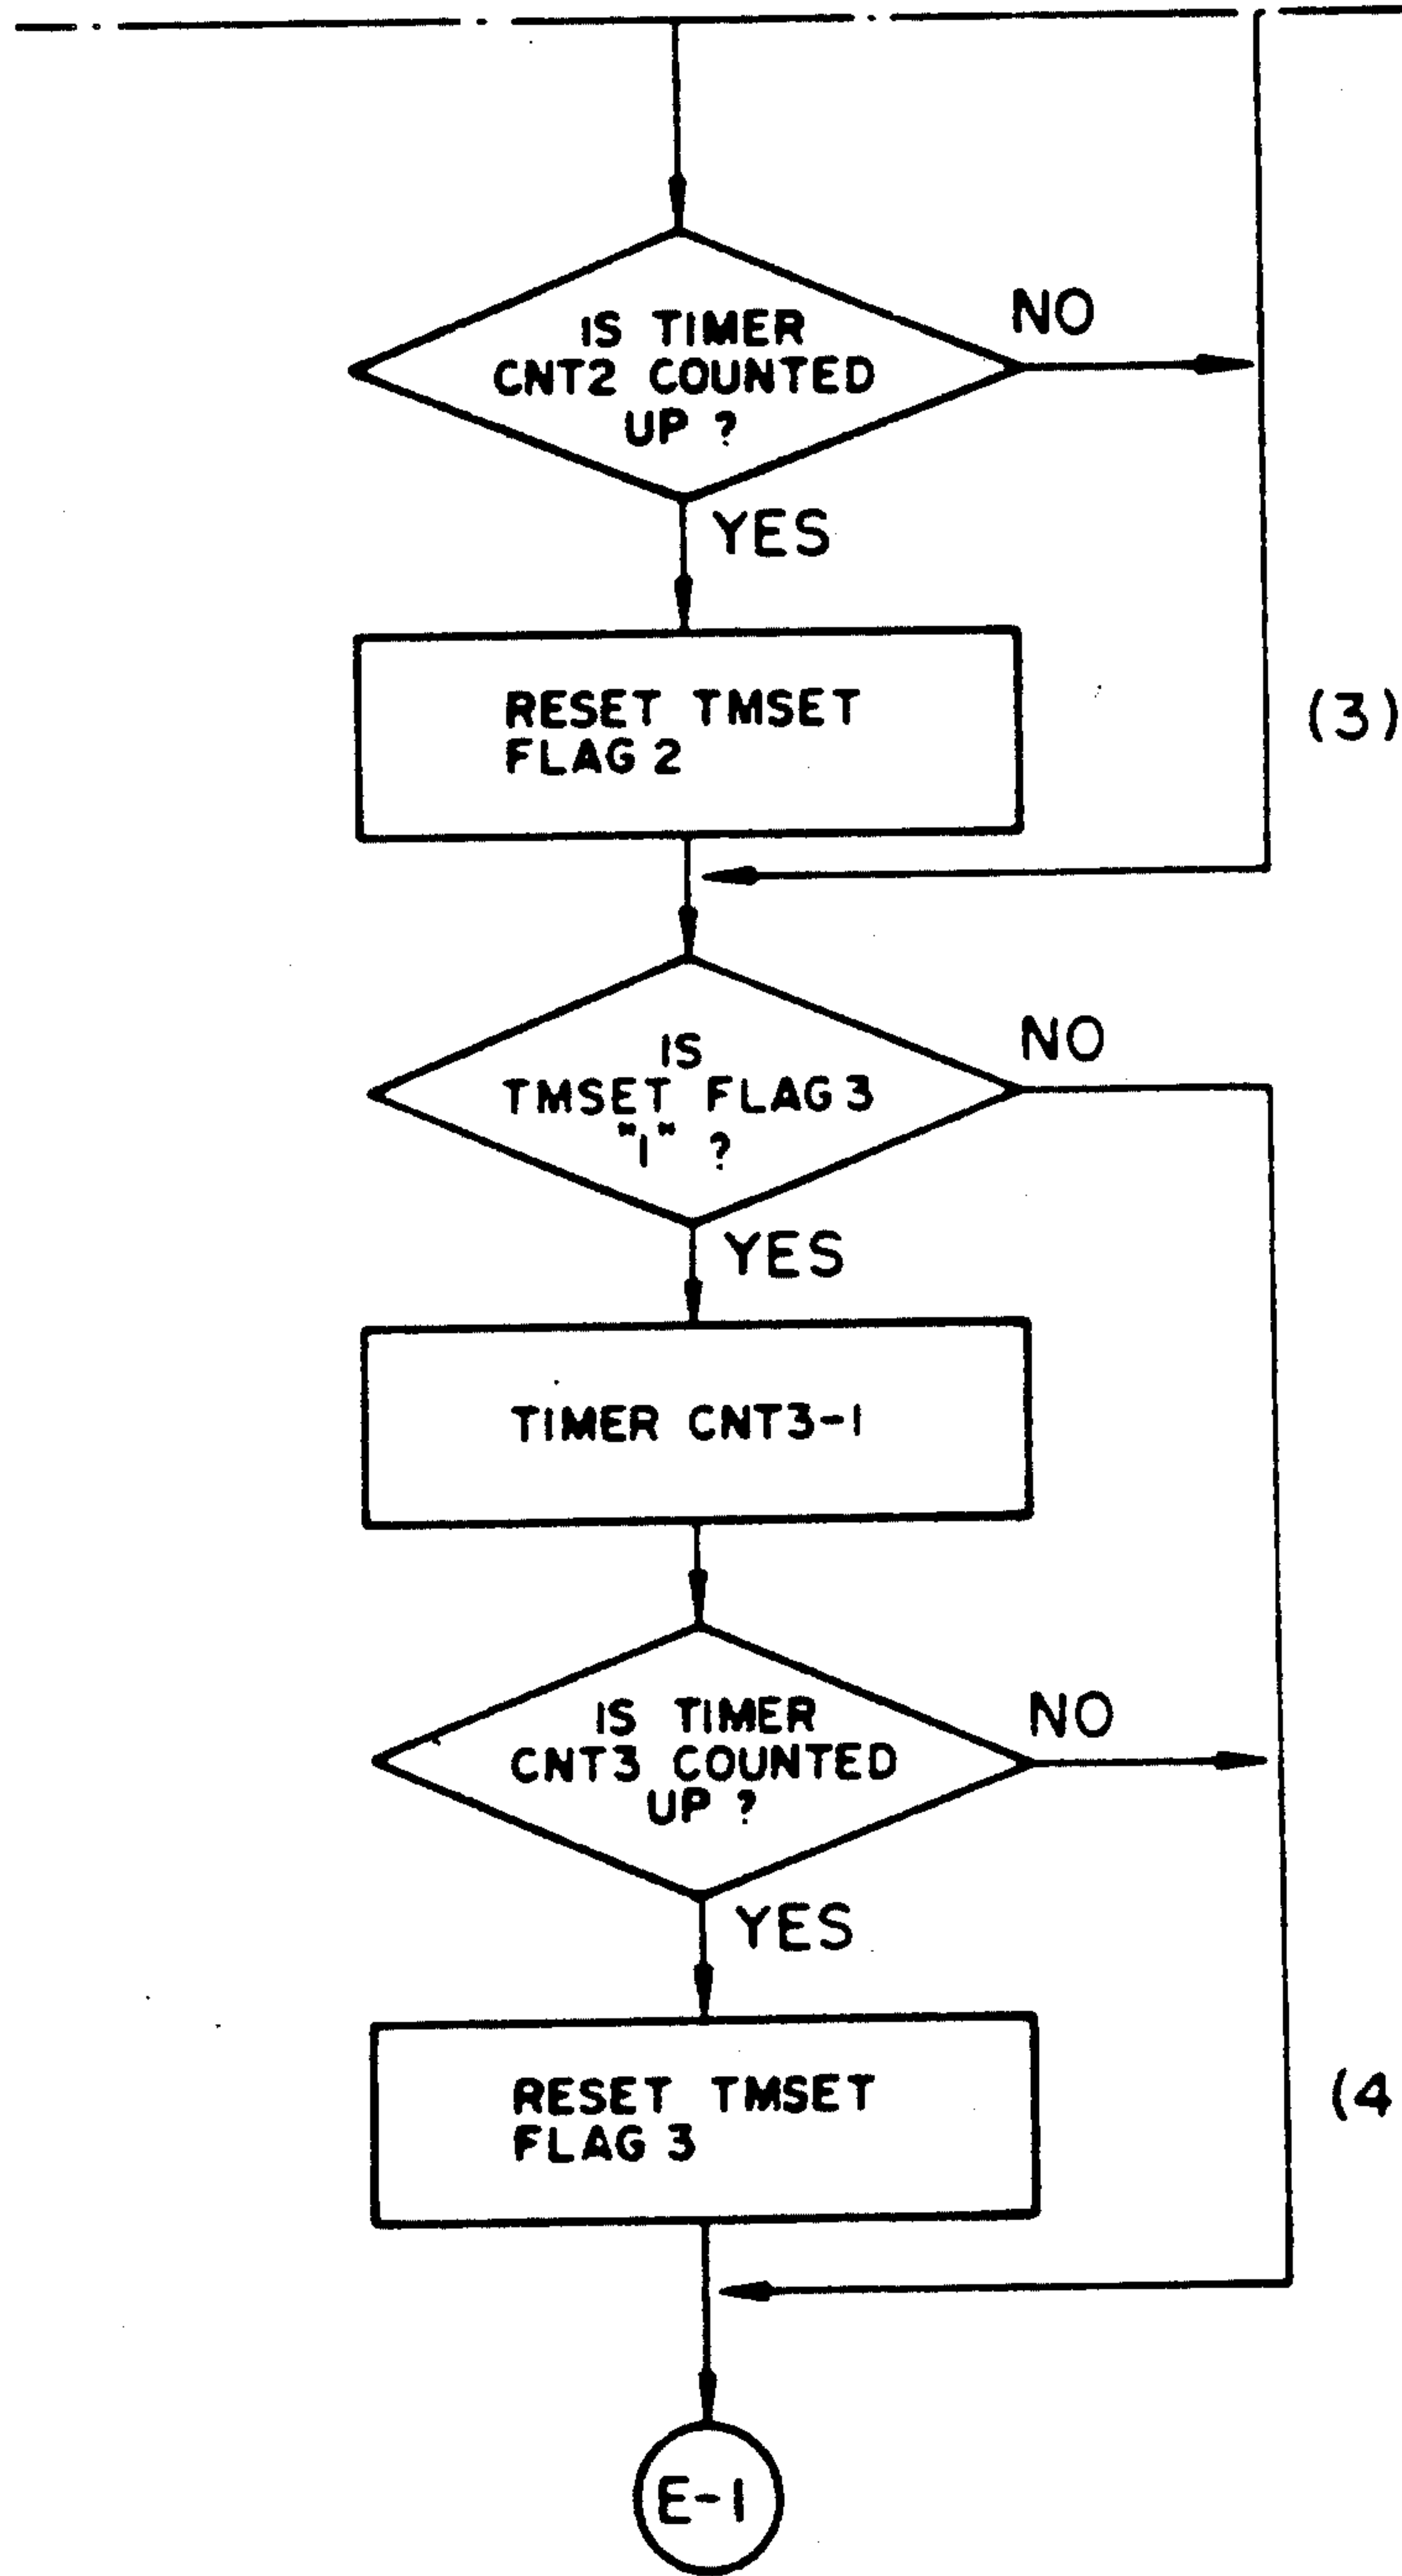 IS TIMER
CNT2 COUNTED
UP ?
NO
YES
RESET TMSET
FLAG 2
(3)
IS
TMSET FLAG 3
"1" ?
NO
YES
TIMER CNT3-1
IS TIMER
CNT3 COUNTED
UP ?
NO
YES
RESET TMSET
FLAG 3
(4
E-1